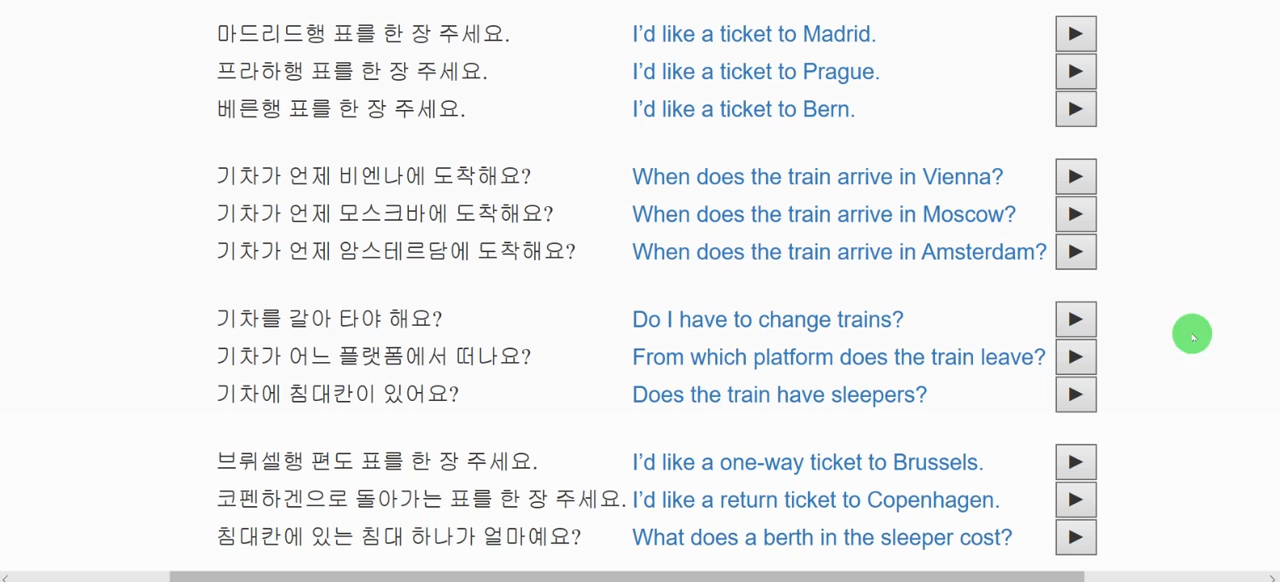 마드리드행 표를 한 장 주세요. I'd like a ticket to Madrid.
프라하행 표를 한 장 주세요. I'd like a ticket to Prague.
베른행 표를 한 장 주세요. I'd like a ticket to Bern.
기차가 언제 비엔나에 도착해요? When does the train arrive in Vienna?
기차가 언제 모스크바에 도착해요? When does the train arrive in Moscow?
기차가 언제 암스테르담에 도착해요? When does the train arrive in Amsterdam?
기차를 갈아 타야 해요? Do I have to change trains?
기차가 어느 플랫폼에서 떠나요? From which platform does the train leave?
기차에 침대칸이 있어요? Does the train have sleepers?
브뤼셀행 편도 표를 한 장 주세요. I'd like a one-way ticket to Brussels.
코펜하겐으로 돌아가는 표를 한 장 주세요. I'd like a return ticket to Copenhagen.
침대칸에 있는 침대 하나가 얼마예요? What does a berth in the sleeper cost?